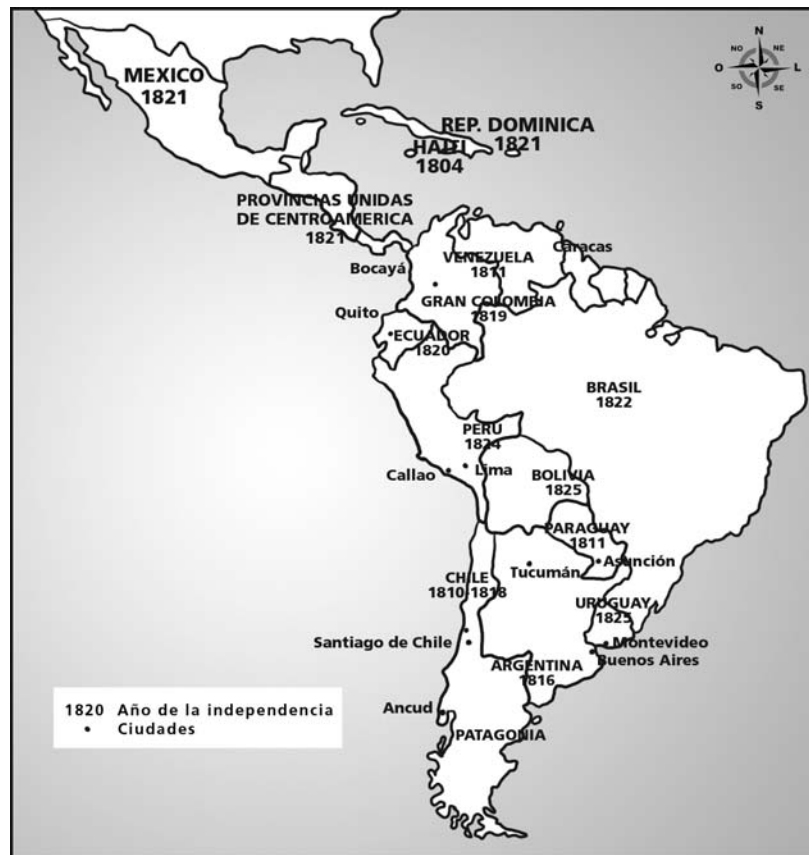 N
NO
NE
O
L
SO
SE
S
MEXICO
1821
REP. DOMINICA
1821
HAITI
1804
PROVINCIAS UNIDAS
DE CENTROAMERICA
1821
Caracas
Bocayá
VENEZUELA
1811
GRAN COLOMBIA
1819
Quito
ECUADOR
1820
BRASIL
1822
PERU
1824
Callao
Lima
BOLIVIA
1825
PARAGUAY
1811
Asunción
Tucumán
CHILE
1810-1818
URUGUAY
1825
Santiago de Chile
Montevideo
Buenos Aires
ARGENTINA
1816
Ancud
PATAGONIA
1820 Año de la independencia
• Ciudades